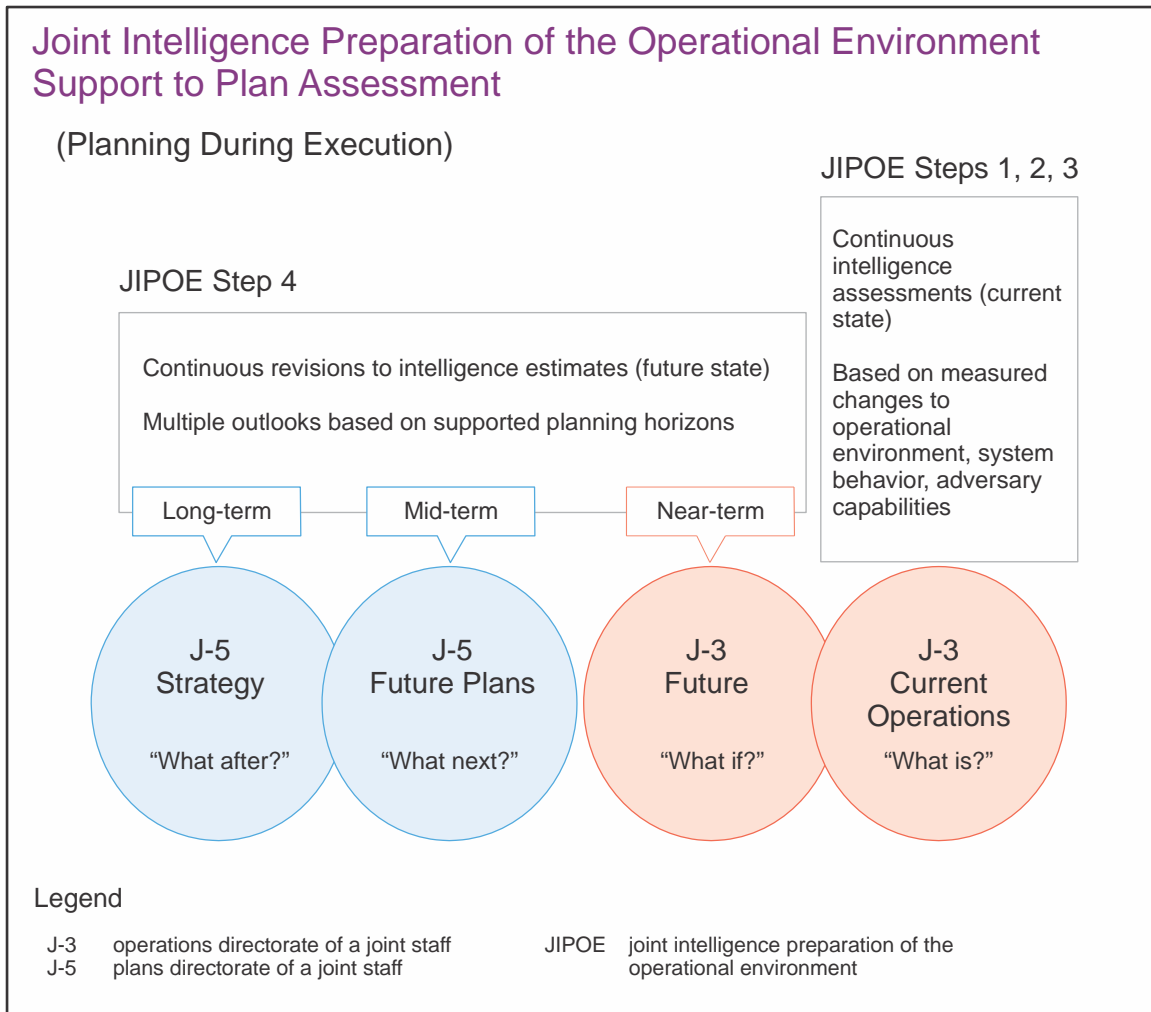 Joint Intelligence Preparation of the Operational Environment
Support to Plan Assessment
(Planning During Execution)
JIPOE Steps 1, 2, 3
Continuous
intelligence
assessments (current
state)
Based on measured
changes to
operational
environment, system
behavior, adversary
capabilities
JIPOE Step 4
Continuous revisions to intelligence estimates (future state)
Multiple outlooks based on supported planning horizons
Long-term
Mid-term
Near-term
J-5
Strategy
“What after?”
J-5
Future Plans
“What next?”
J-3
Future
“What if?”
J-3
Current
Operations
“What is?”
Legend
J-3 operations directorate of a joint staff
J-5 plans directorate of a joint staff
JIPOE joint intelligence preparation of the
operational environment